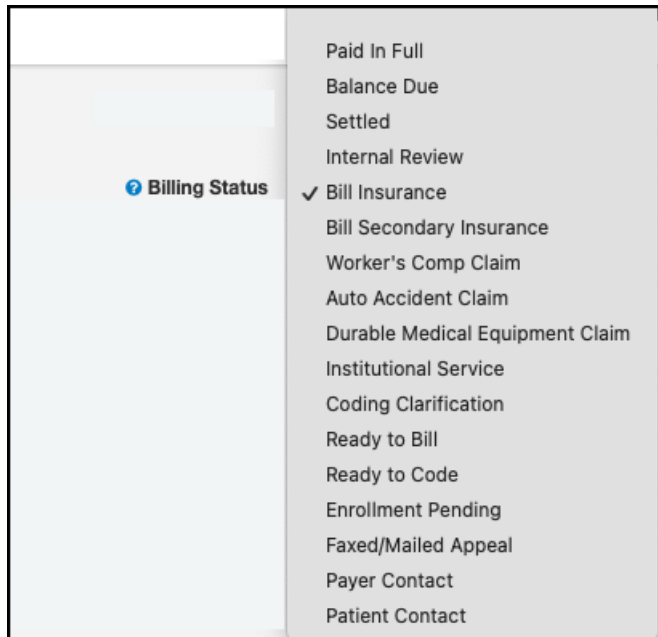 Paid In Full
Balance Due
Settled
Internal Review
Billing Status
Bill Insurance
Bill Secondary Insurance
Worker's Comp Claim
Auto Accident Claim
Durable Medical Equipment Claim
Institutional Service
Coding Clarification
Ready to Bill
Ready to Code
Enrollment Pending
Faxed/Mailed Appeal
Payer Contact
Patient Contact